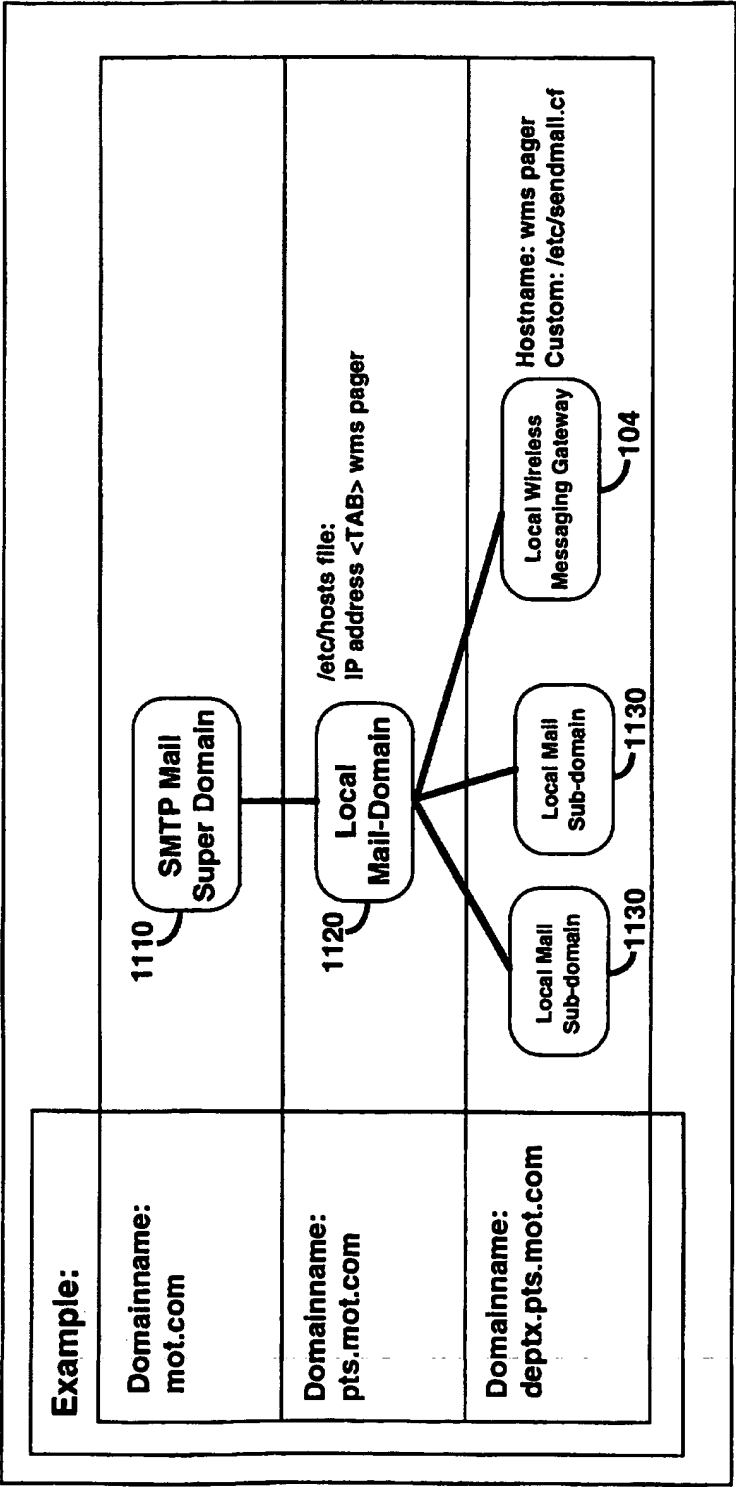 Example:
Domainname:
mot.com
1110
SMTP Mail
Super Domain
Domainname:
pts.mot.com
1120
Local
Mail-Domain
/etc/hosts file:
IP address <TAB> wms pager
Domainname:
deptx.pts.mot.com
Local Mail
Sub-domain
1130
Local Mail
Sub-domain
1130
Local Wireless
Messaging Gateway
104
Hostname: wms pager
Custom: /etc/sendmall.cf